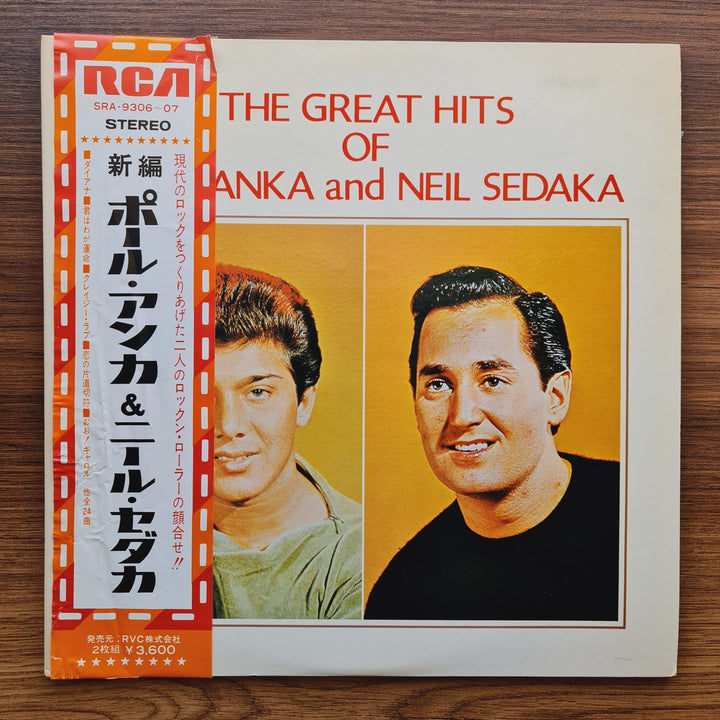 RCA
SRA-9306~07
STEREO
★★★★★★★★★★
現代のロックをつくりあげた二人のロックン・ローラーの顔合せ!!
新編
ポール・アンカ&ニール・セダカ
■ダイアナ■君はわが運命■クレイジー・ラブ■恋の片道切符■おお!キャロル 他全24曲
発売元:RVC株式会社
2枚組 ¥3,600
★★★★★★★★
THE GREAT HITS
OF
ANKA and NEIL SEDAKA